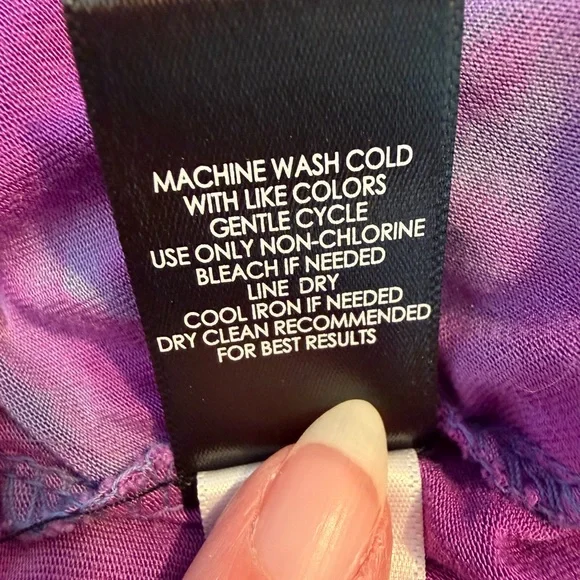 MACHINE WASH COLD
WITH LIKE COLORS
GENTLE CYCLE
USE ONLY NON-CHLORINE
BLEACH IF NEEDED
LINE DRY
COOL IRON IF NEEDED
DRY CLEAN RECOMMENDED
FOR BEST RESULTS